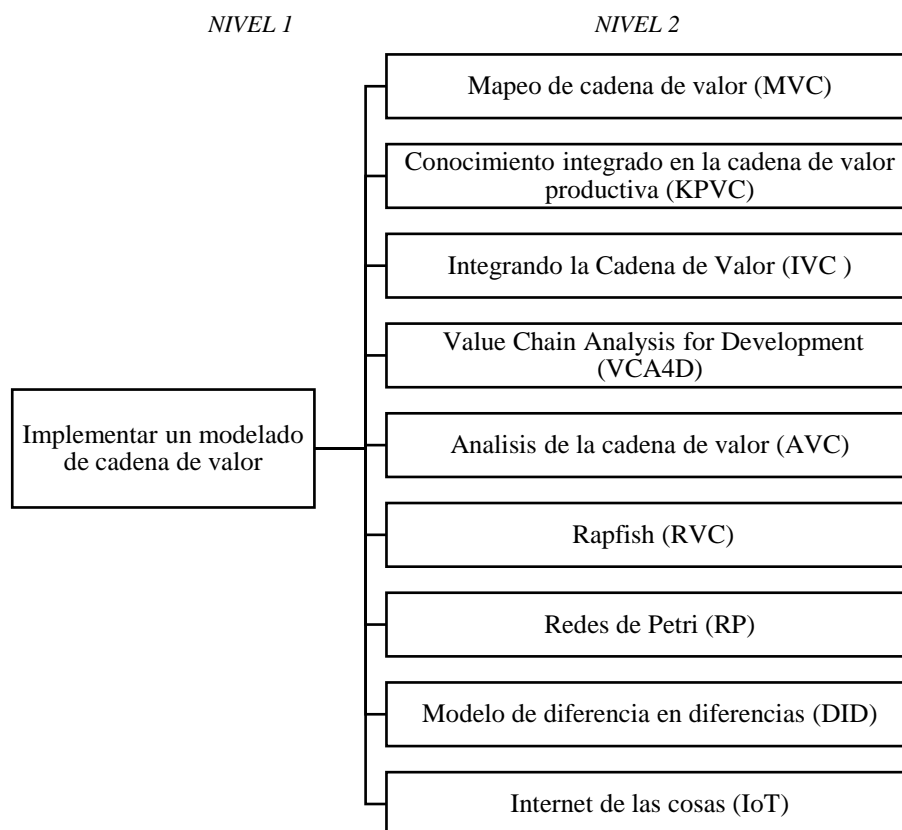 NIVEL 1
NIVEL 2
Mapeo de cadena de valor (MVC)
Conocimiento integrado en la cadena de valor
productiva (KPVC)
Integrando la Cadena de Valor (IVC )
Value Chain Analysis for Development
(VCA4D)
Implementar un modelado
de cadena de valor
Analisis de la cadena de valor (AVC)
Rapfish (RVC)
Redes de Petri (RP)
Modelo de diferencia en diferencias (DID)
Internet de las cosas (IoT)